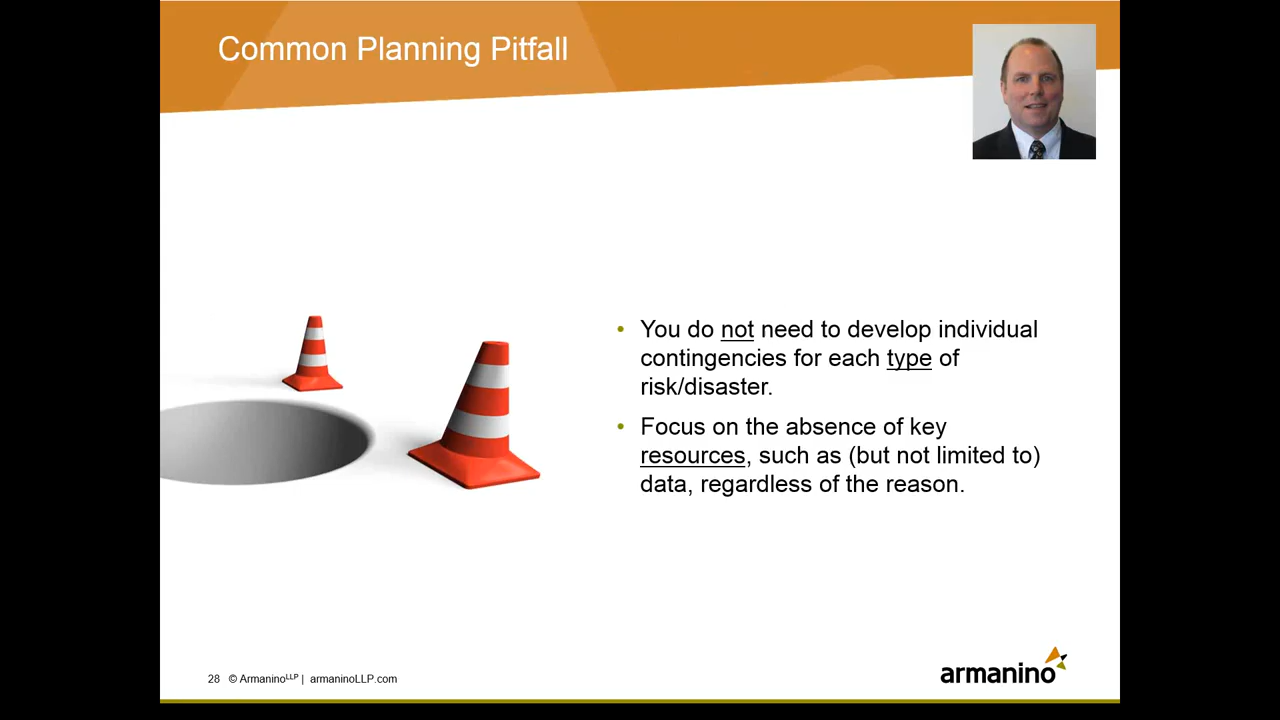 Common Planning Pitfall
• You do not need to develop individual
contingencies for each type of
risk/disaster.
• Focus on the absence of key
resources, such as (but not limited to)
data, regardless of the reason.
28 © ArmaninoLLP | armaninoLLP.com
armanino